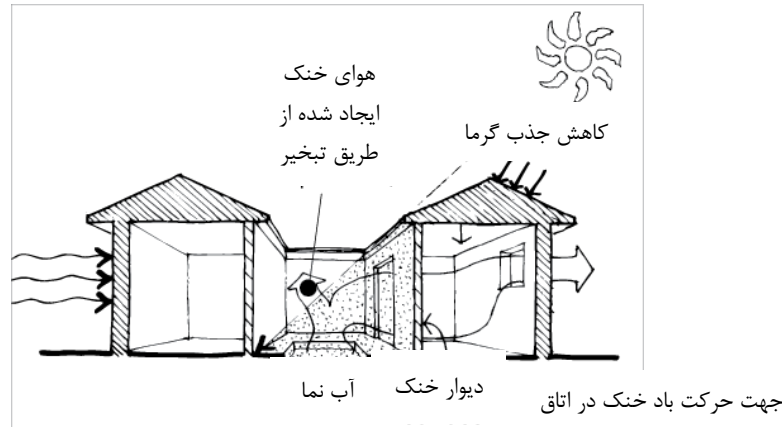 هوای خنک
ایجاد شده از
طریق تبخیر
کاهش جذب گرما
آب نما
دیوار خنک
جهت حرکت باد خنک در اتاق